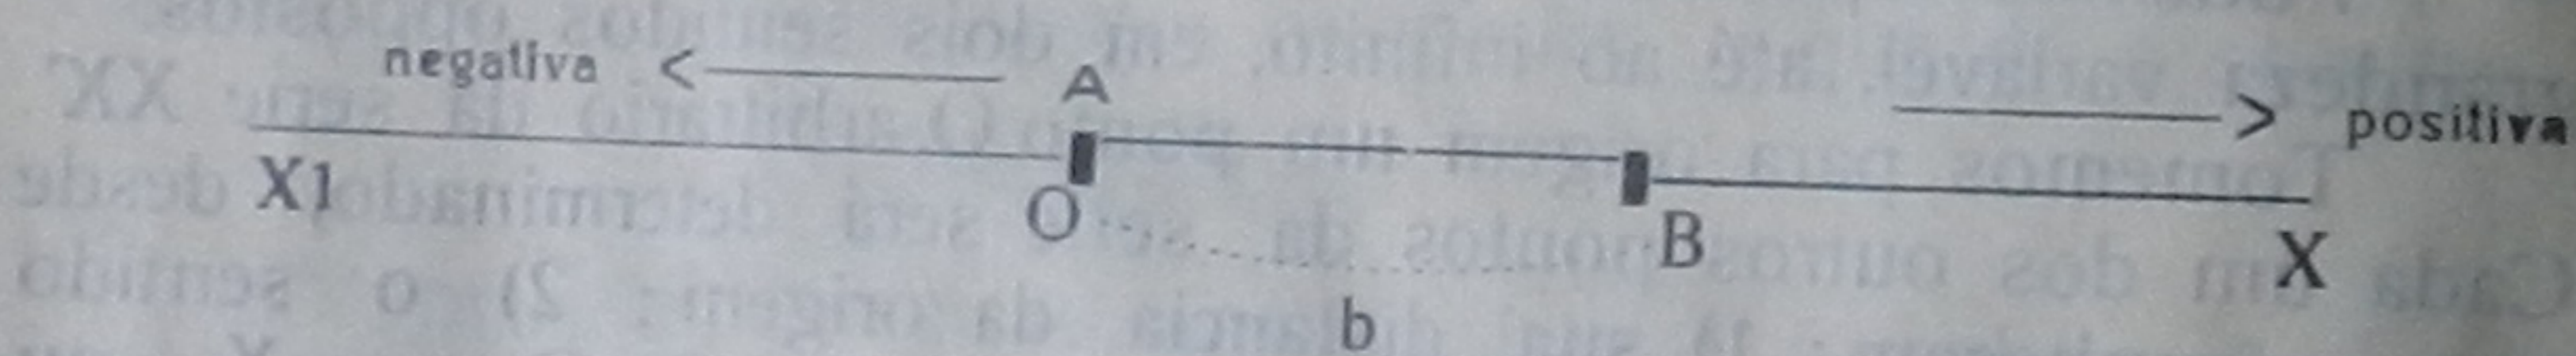 negativa <——— A ———> positiva
X1 O B X
b